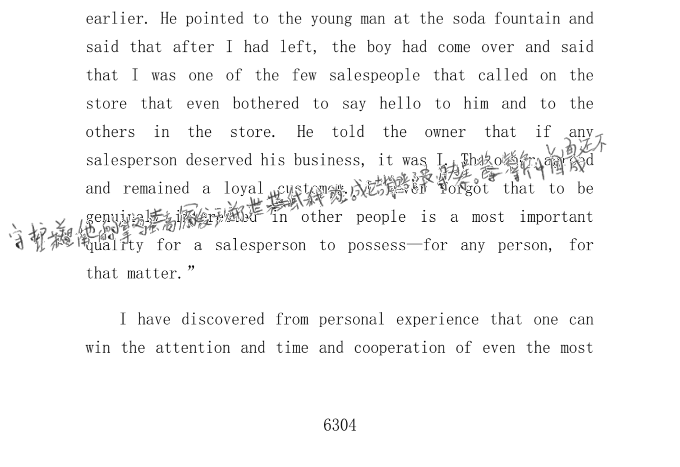 earlier. He pointed to the young man at the soda fountain and
said that after I had left, the boy had come over and said
that I was one of the few salespeople that called on the
store that even bothered to say hello to him and to the
others in the store. He told the owner that if any
salesperson deserved his business, it was I. The owner agreed
and remained a loyal customer. I never forgot that to be
genuinely interested in other people is a most important
quality for a salesperson to possess—for any person, for
that matter.”
I have discovered from personal experience that one can
win the attention and time and cooperation of even the most
6304